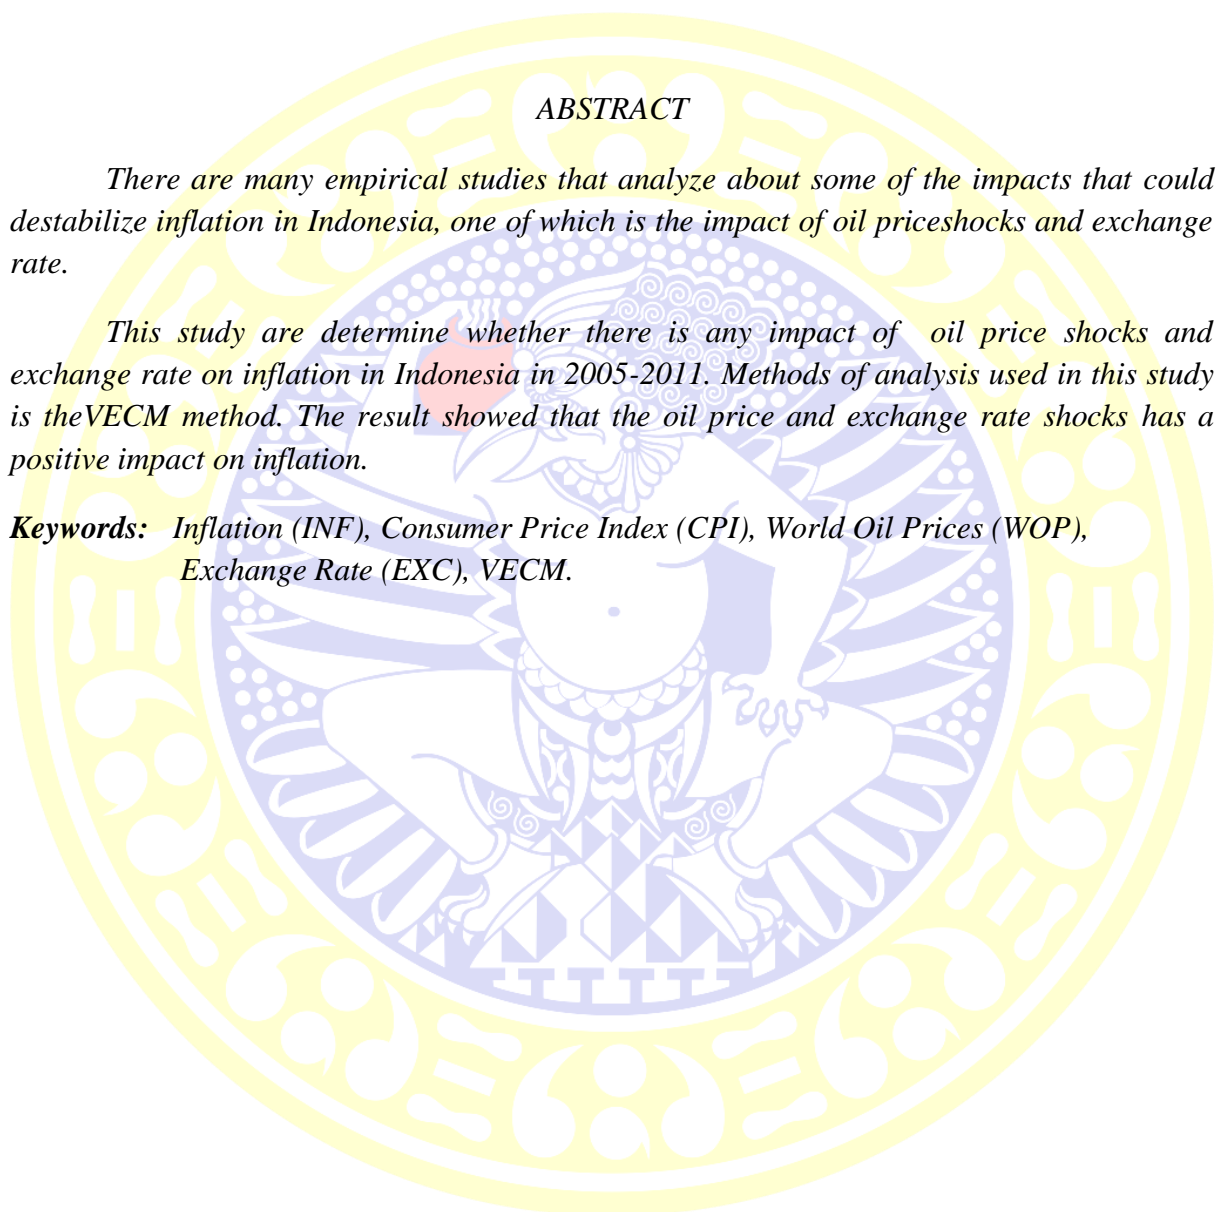 ABSTRACT
There are many empirical studies that analyze about some of the impacts that could
destabilize inflation in Indonesia, one of which is the impact of oil priceshocks and exchange
rate.
This study are determine whether there is any impact of oil price shocks and
exchange rate on inflation in Indonesia in 2005-2011. Methods of analysis used in this study
is theVECM method. The result showed that the oil price and exchange rate shocks has a
positive impact on inflation.
Keywords: Inflation (INF), Consumer Price Index (CPI), World Oil Prices (WOP),
Exchange Rate (EXC), VECM.